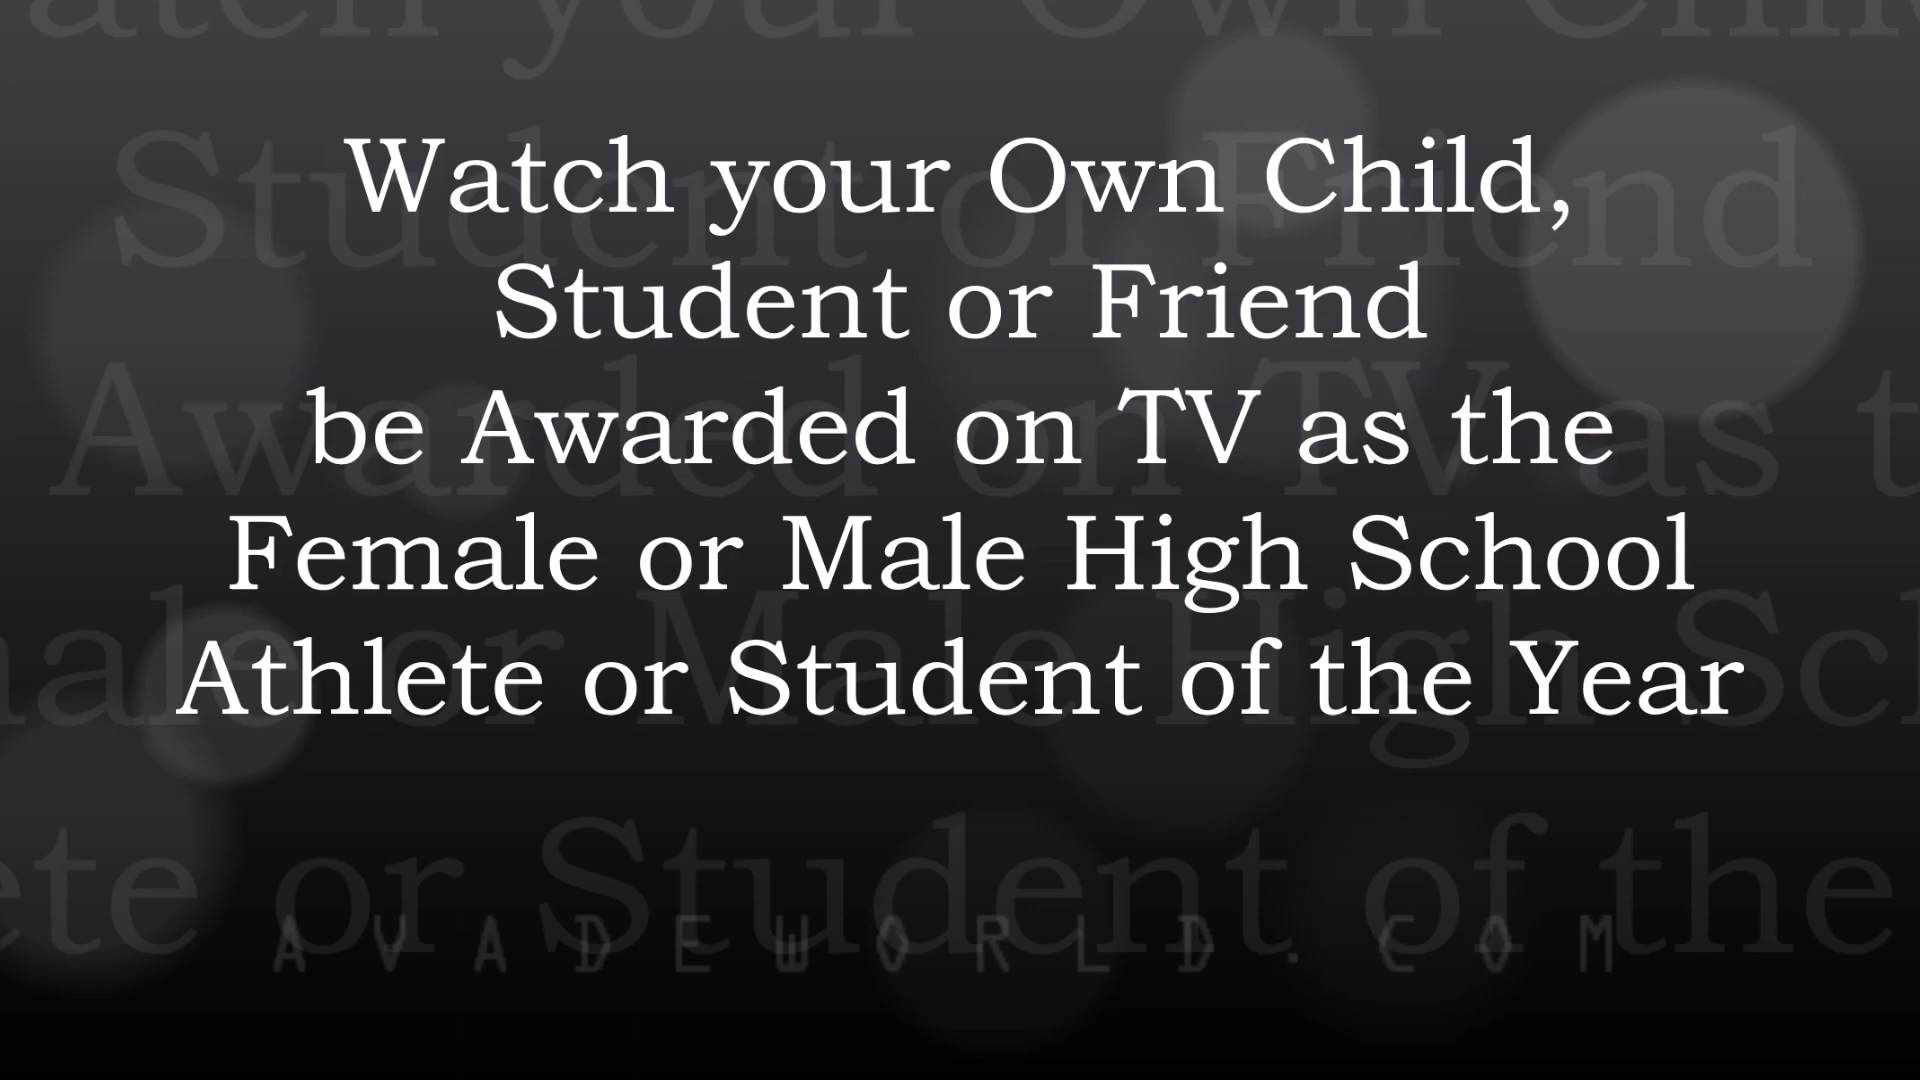 Watch your Own Child,
Student or Friend
be Awarded on TV as the
Female or Male High School
Athlete or Student of the Year
AVADEWORLD.COM